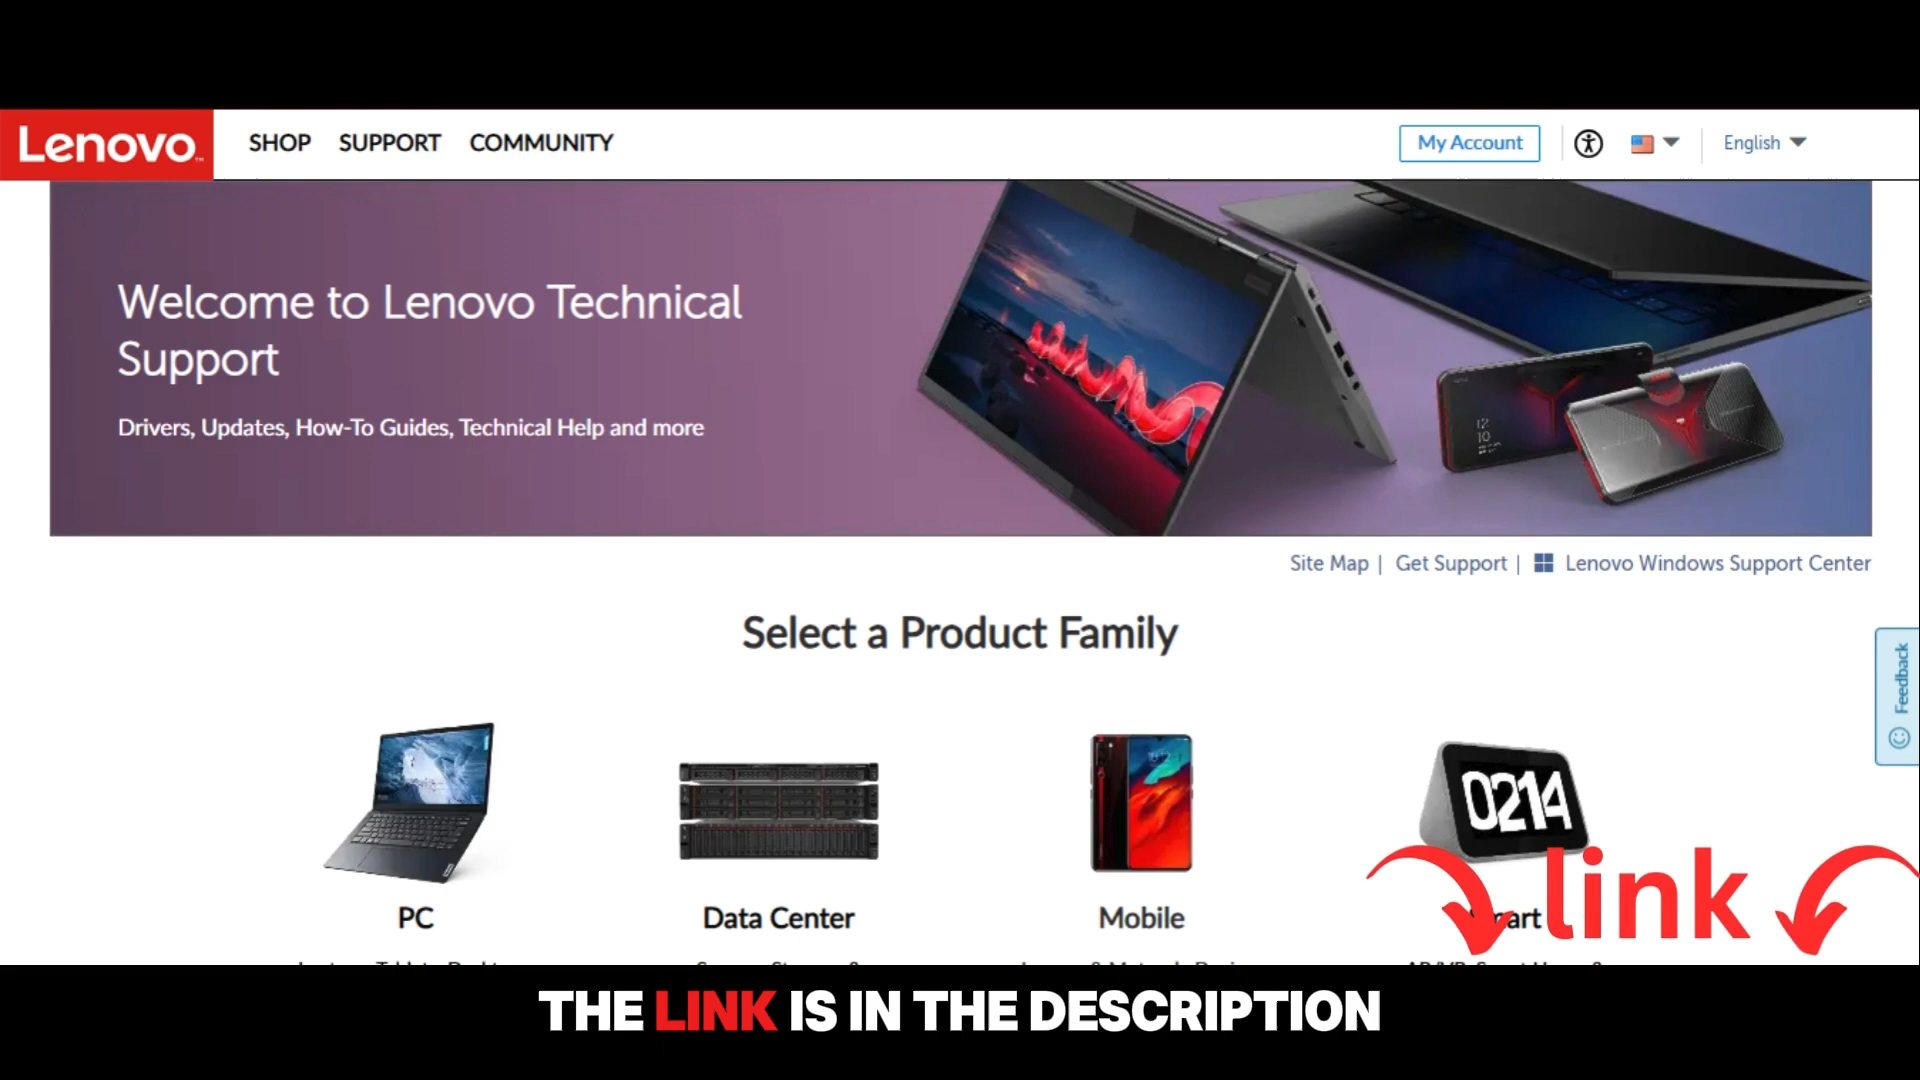 Lenovo
SHOP SUPPORT COMMUNITY
My Account
English
Welcome to Lenovo Technical
Support
Drivers, Updates, How-To Guides, Technical Help and more
Site Map | Get Support | Lenovo Windows Support Center
Select a Product Family
Feedback
0214
PC
Data Center
Mobile
link
THE LINK IS IN THE DESCRIPTION